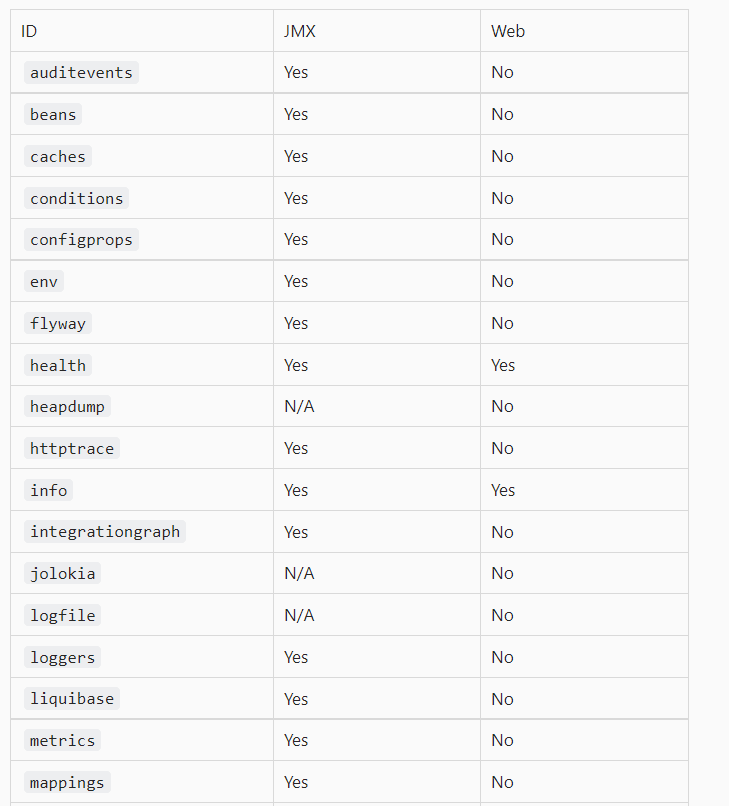 ID JMX Web
auditevents Yes No
beans Yes No
caches Yes No
conditions Yes No
configprops Yes No
env Yes No
flyway Yes No
health Yes Yes
heapdump N/A No
httptrace Yes No
info Yes Yes
integrationgraph Yes No
jolokia N/A No
logfile N/A No
loggers Yes No
liquibase Yes No
metrics Yes No
mappings Yes No